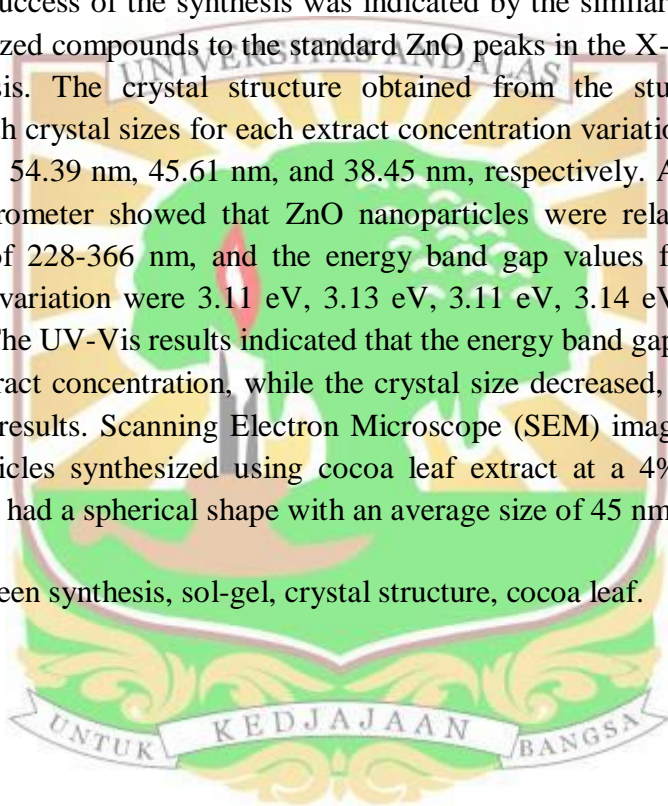 uccess of the synthesis was indicated by the similar
zed compounds to the standard ZnO peaks in the X-
UNIVERSITAS ANDALAS
sis. The crystal structure obtained from the stu
h crystal sizes for each extract concentration variation
54.39 nm, 45.61 nm, and 38.45 nm, respectively. A
rometer showed that ZnO nanoparticles were rela
of 228-366 nm, and the energy band gap values f
variation were 3.11 eV, 3.13 eV, 3.11 eV, 3.14 eV
The UV-Vis results indicated that the energy band gap
ract concentration, while the crystal size decreased,
results. Scanning Electron Microscope (SEM) imag
icles synthesized using cocoa leaf extract at a 4%
had a spherical shape with an average size of 45 nm
een synthesis, sol-gel, crystal structure, cocoa leaf.
UNTUK KEDJAJAAN BANGSA